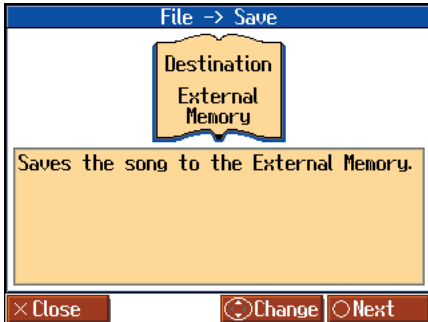 File -> Save
Destination
External
Memory
Saves the song to the External Memory.
× Close
Change
○ Next